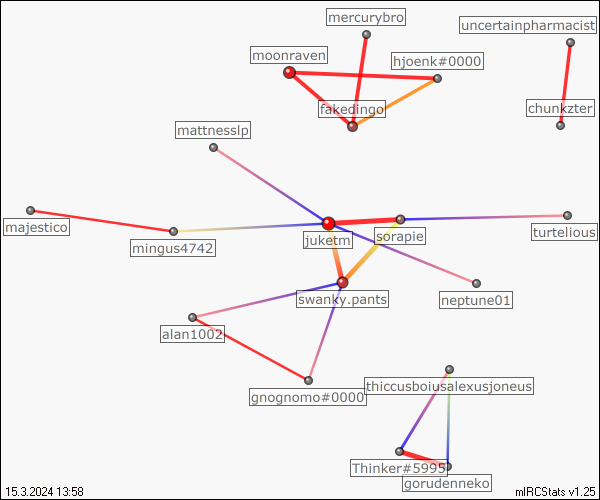 mercurybro
uncertainpharmacist
moonraven
hjoenk#0000
fakedingo
chunkzter
mattnesslp
majestico
mingus4742
juketm
sorapie
turtelious
swanky.pants
neptune01
alan1002
gnognomo#0000
thiccusboiusalexusjoneus
Thinker#5995
gorudenneko
15.3.2024 13:58
mIRCStats v1.25